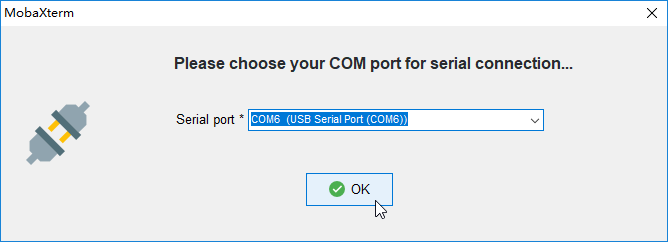 MobaXterm
Please choose your COM port for serial connection...
Serial port * COM6 (USB Serial Port (COM6))
OK